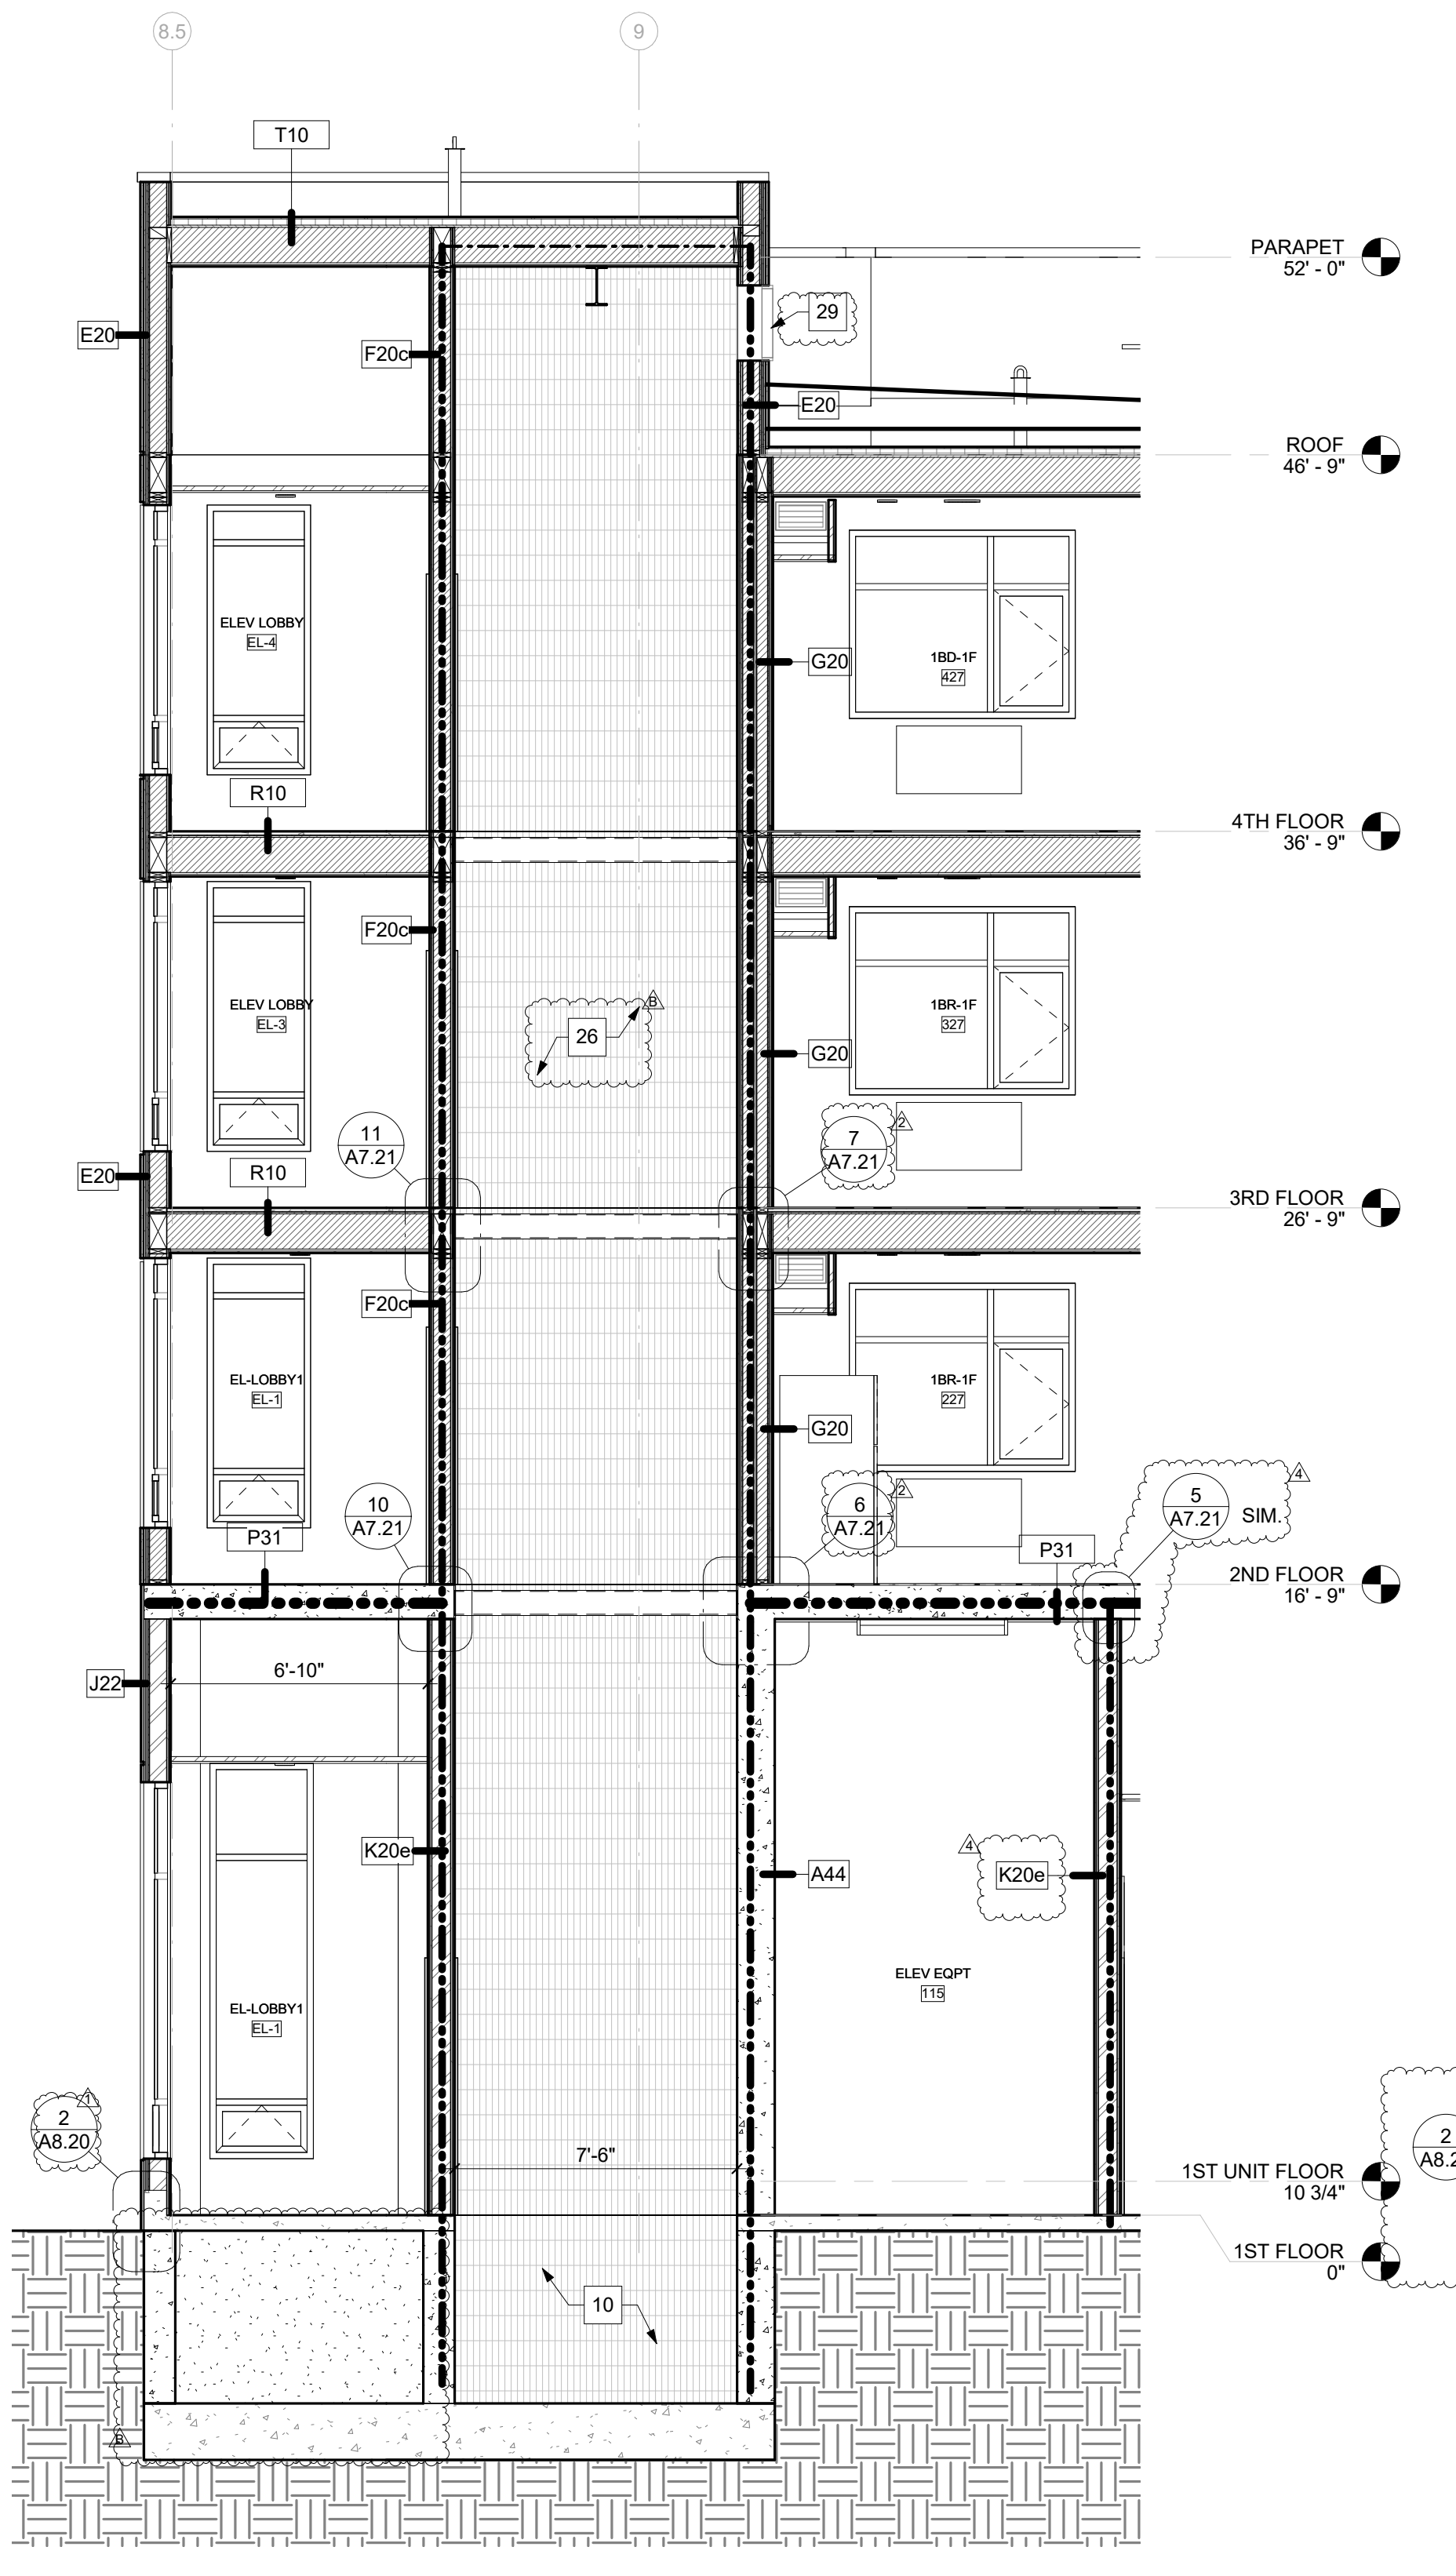 8.5
9
T10
PARAPET
52' - 0"
29
E20
F20c
E20
ROOF
46' - 9"
ELEV LOBBY
EL-4
G20
1BD-1F
427
R10
4TH FLOOR
36' - 9"
F20c
ELEV LOBBY
EL-3
B
26
1BR-1F
327
G20
11
A7.21
7
A7.21
2
E20
R10
3RD FLOOR
26' - 9"
F20c
EL-LOBBY1
EL-1
1BR-1F
227
G20
10
A7.21
6
A7.21
2
5
A7.21
SIM.
4
P31
P31
2ND FLOOR
16' - 9"
6'-10"
J22
K20e
A44
4
K20e
ELEV EQPT
115
EL-LOBBY1
EL-1
1
2
A8.20
7'-6"
2
1ST UNIT FLOOR
10 3/4"
1ST FLOOR
0"
10
B